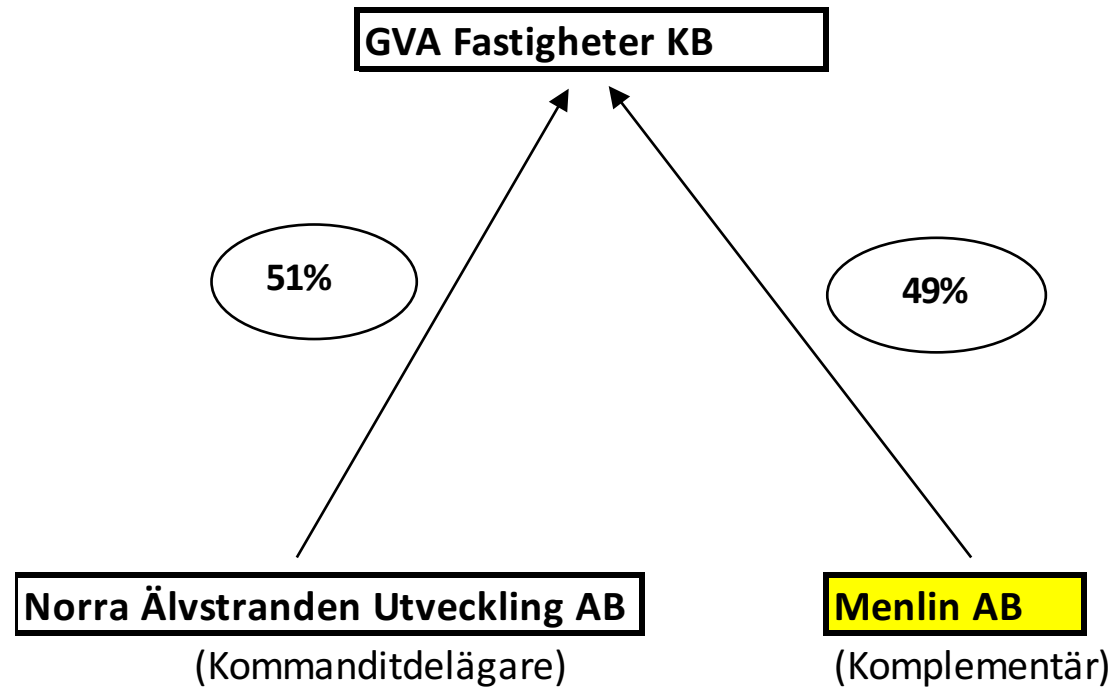 GVA Fastigheter KB
51%
49%
Norra Älvstranden Utveckling AB
Menlin AB
(Kommanditdelägare)
(Komplementär)